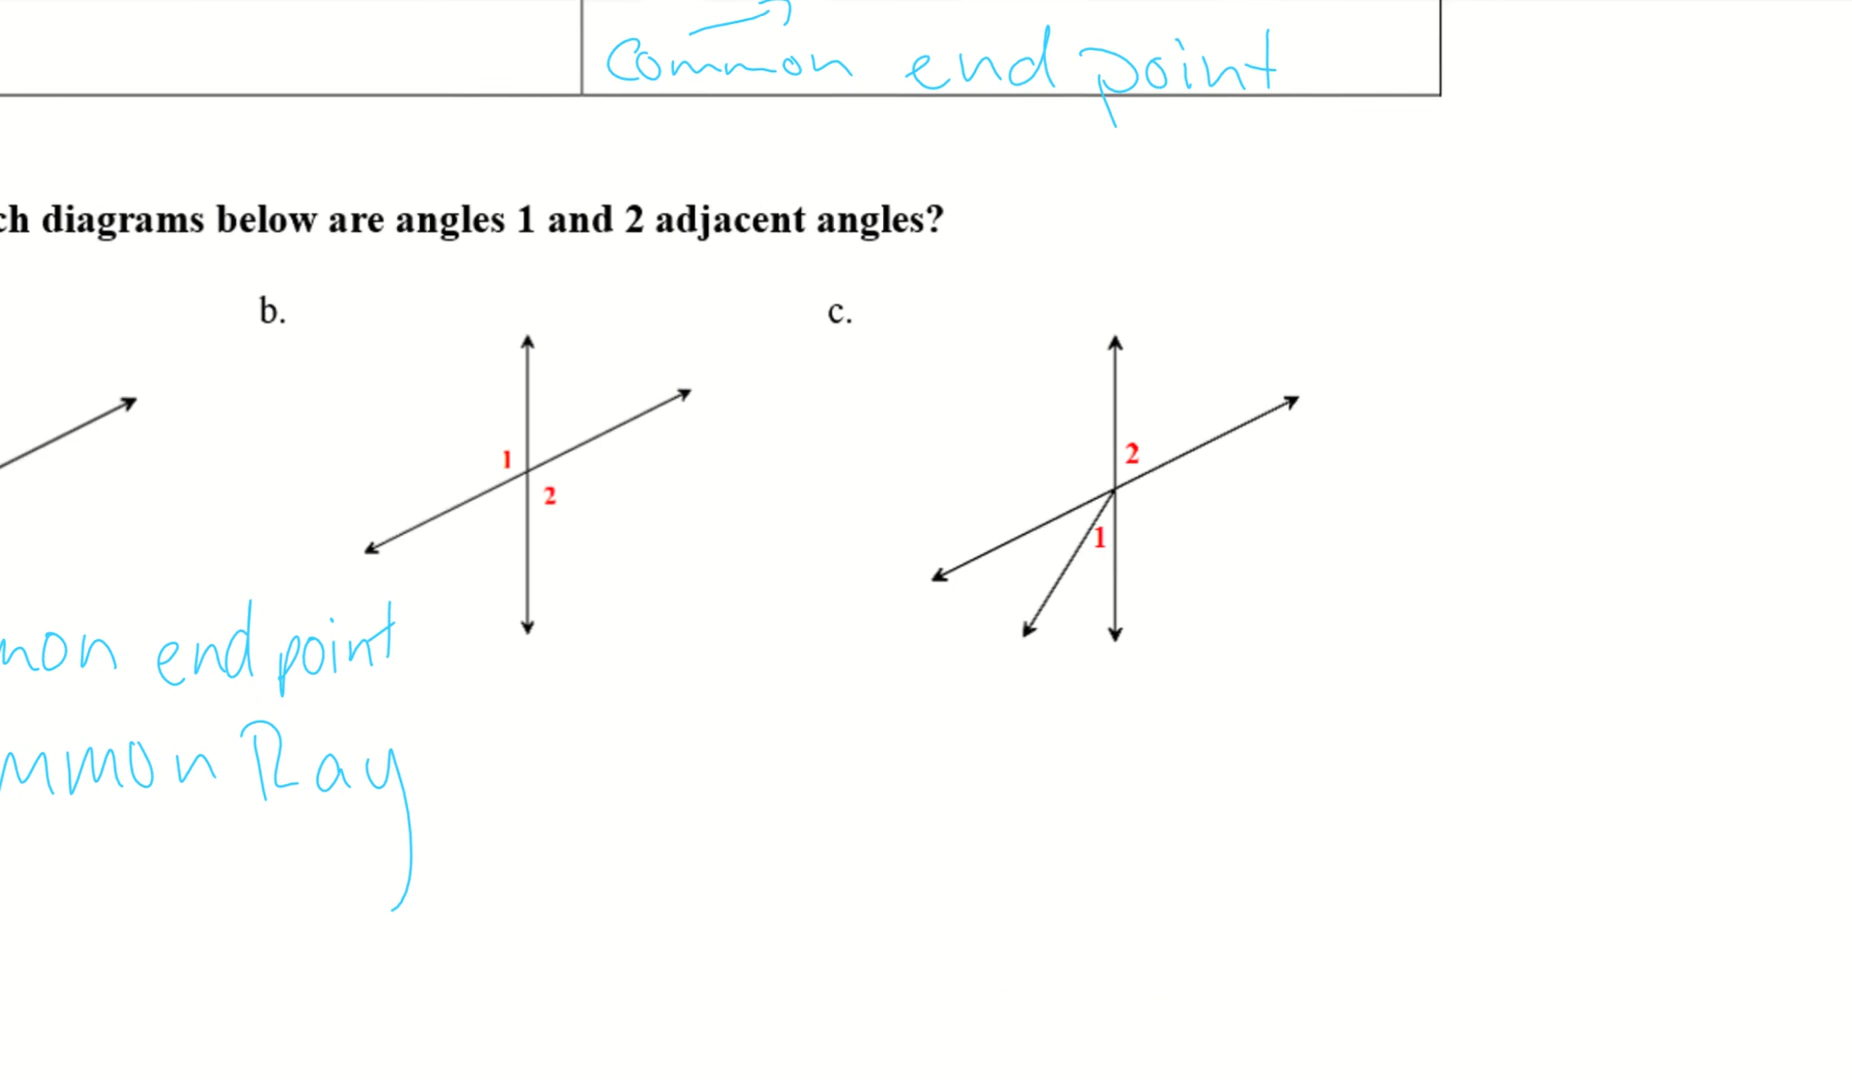 common end point
ch diagrams below are angles 1 and 2 adjacent angles?
b.
c.
1
2
2
1
non end point
mmon Ray